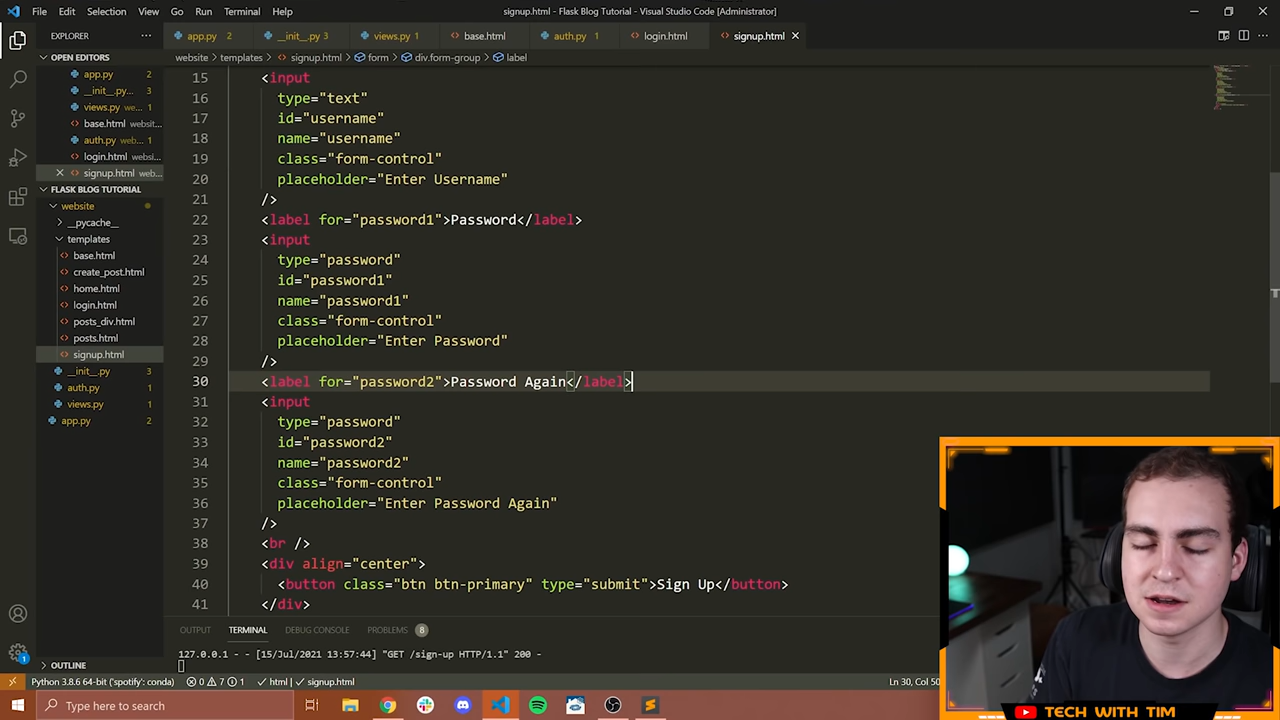 File Edit Selection View Go Run Terminal Help
signup.html - Flask Blog Tutorial - Visual Studio Code [Administrator]
EXPLORER
app.py 2
__init__.py 3
views.py 1
base.html
auth.py 1
login.html
signup.html
OPEN EDITORS
website > templates > signup.html > form > div.form-group > label
app.py 2
__init__.py... 3
views.py we... 1
base.html websit...
auth.py web... 1
login.html websi...
signup.html web...
FLASK BLOG TUTORIAL
website
__pycache__
templates
base.html
create_post.html
home.html
login.html
posts_div.html
posts.html
signup.html
__init__.py 3
auth.py 1
views.py 1
app.py 2
OUTLINE
15 <input
16 type="text"
17 id="username"
18 name="username"
19 class="form-control"
20 placeholder="Enter Username"
21 />
22 <label for="password1">Password</label>
23 <input
24 type="password"
25 id="password1"
26 name="password1"
27 class="form-control"
28 placeholder="Enter Password"
29 />
30 <label for="password2">Password Again</label>
31 <input
32 type="password"
33 id="password2"
34 name="password2"
35 class="form-control"
36 placeholder="Enter Password Again"
37 />
38 <br />
39 <div align="center">
40 <button class="btn btn-primary" type="submit">Sign Up</button>
41 </div>
OUTPUT TERMINAL DEBUG CONSOLE PROBLEMS 8
127.0.0.1 - - [15/Jul/2021 13:57:44] "GET /sign-up HTTP/1.1" 200 -
Python 3.8.6 64-bit ('spotify': conda) 0 7 1 html signup.html
Ln 30, Col 50
Type here to search
TECH WITH TIM